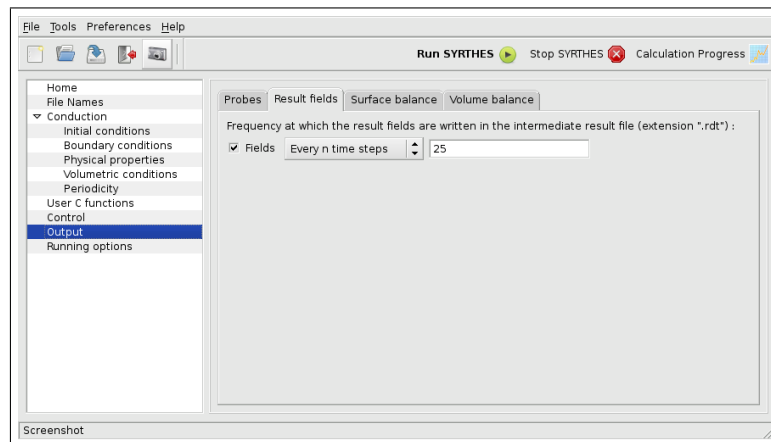 File Tools Preferences Help
Run SYRTHES Stop SYRTHES Calculation Progress
Home
File Names
Conduction
Initial conditions
Boundary conditions
Physical properties
Volumetric conditions
Periodicity
User C functions
Control
Output
Running options
Probes Result fields Surface balance Volume balance
Frequency at which the result fields are written in the intermediate result file (extension ".rdt") :
Fields Every n time steps 25
Screenshot